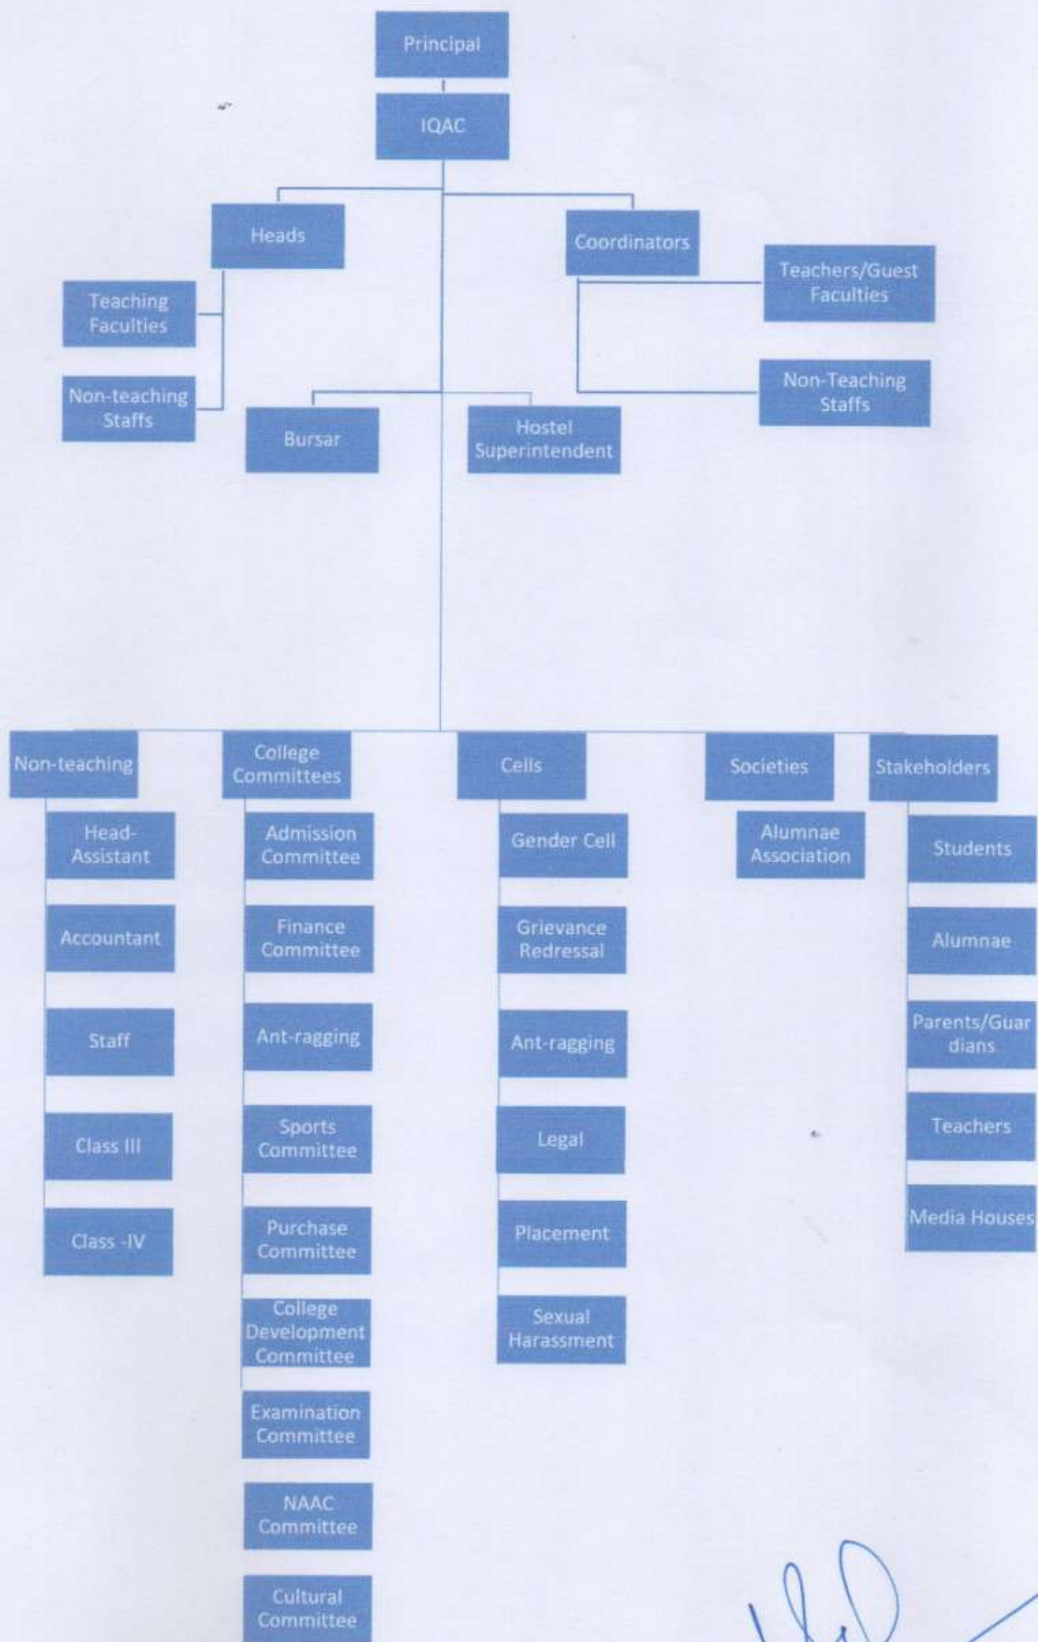 Principal
IQAC
Heads
Coordinators
Teaching
Faculties
Teachers/Guest
Faculties
Non-teaching
Staffs
Non-Teaching
Staffs
Bursar
Hostel
Superintendent
Non-teaching
College
Committees
Cells
Societies
Stakeholders
Head-
Assistant
Accountant
Staff
Class III
Class -IV
Admission
Committee
Finance
Committee
Ant-ragging
Sports
Committee
Purchase
Committee
College
Development
Committee
Examination
Committee
NAAC
Committee
Cultural
Committee
Gender Cell
Grievance
Redressal
Ant-ragging
Legal
Placement
Sexual
Harassment
Alumnae
Association
Students
Alumnae
Parents/Guar
dians
Teachers
Media Houses